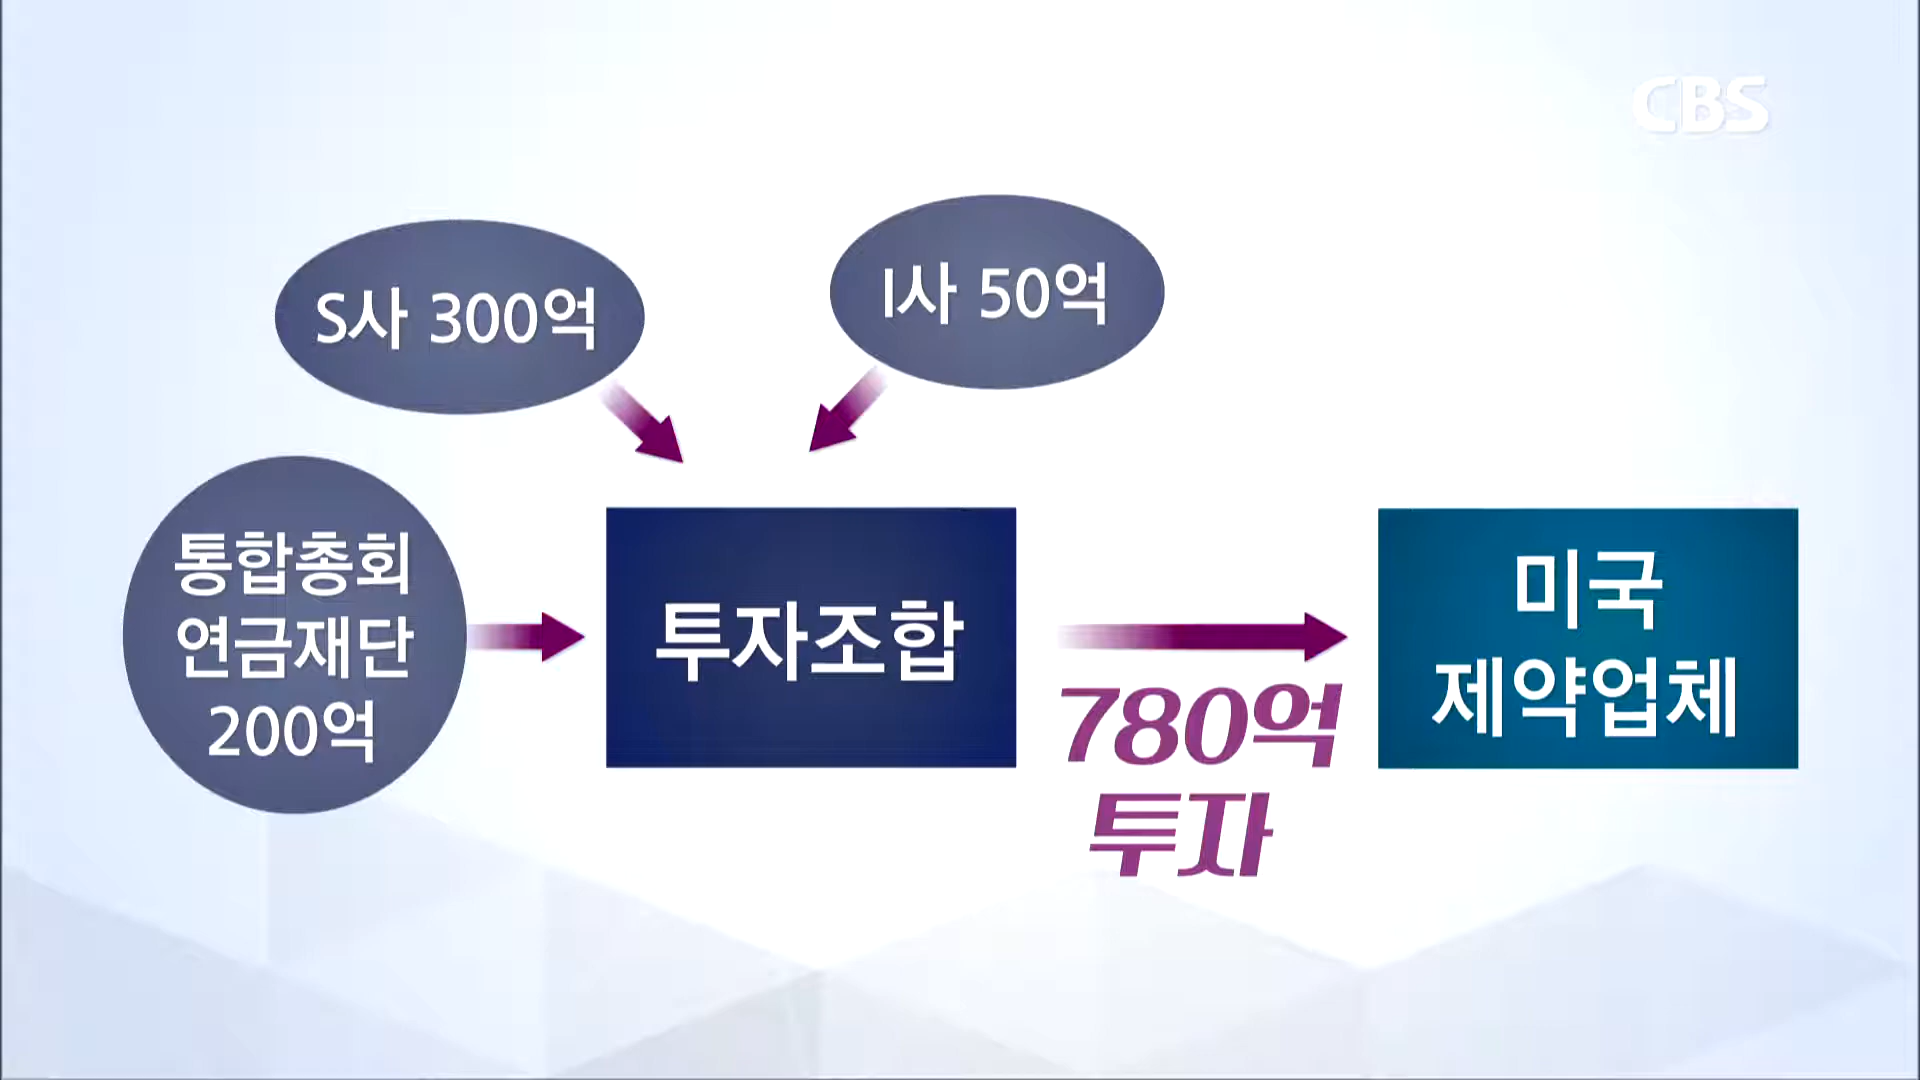 CBS
S사 300억
I사 50억
통합총회
연금재단
200억
투자조합
780억
투자
미국
제약업체